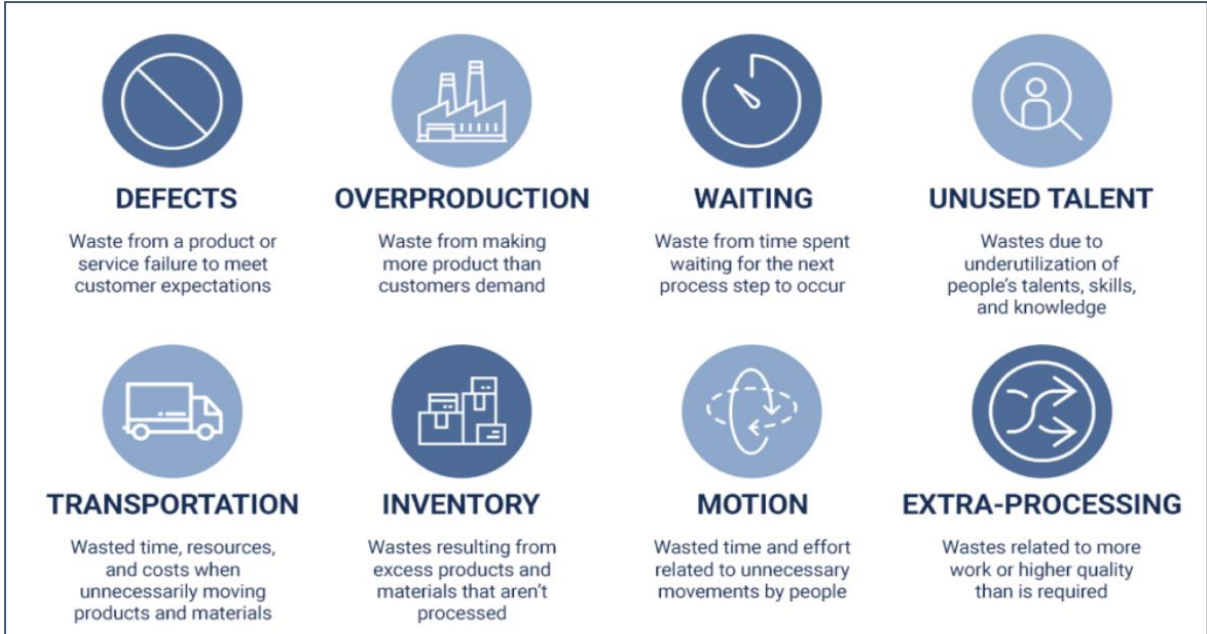 DEFECTS
Waste from a product or
service failure to meet
customer expectations
OVERPRODUCTION
Waste from making
more product than
customers demand
WAITING
Waste from time spent
waiting for the next
process step to occur
UNUSED TALENT
Wastes due to
underutilization of
people's talents, skills,
and knowledge
TRANSPORTATION
Wasted time, resources,
and costs when
unnecessarily moving
products and materials
INVENTORY
Wastes resulting from
excess products and
materials that aren't
processed
MOTION
Wasted time and effort
related to unnecessary
movements by people
EXTRA-PROCESSING
Wastes related to more
work or higher quality
than is required